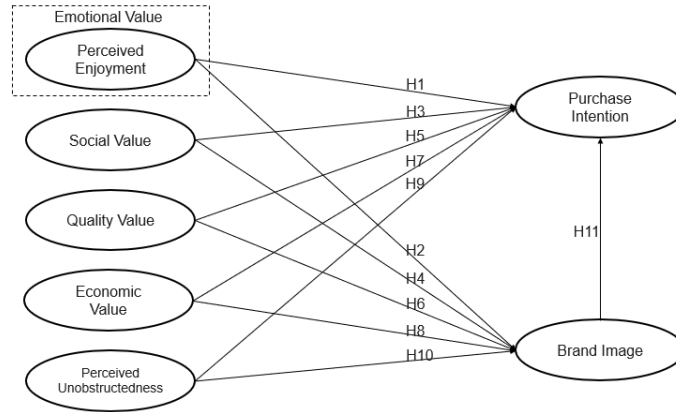 Emotional Value
Perceived
Enjoyment
Social Value
Quality Value
Economic
Value
Perceived
Unobstructedness
H1
H3
H5
H7
H9
H2
H4
H6
H8
H10
Purchase
Intention
H11
Brand Image